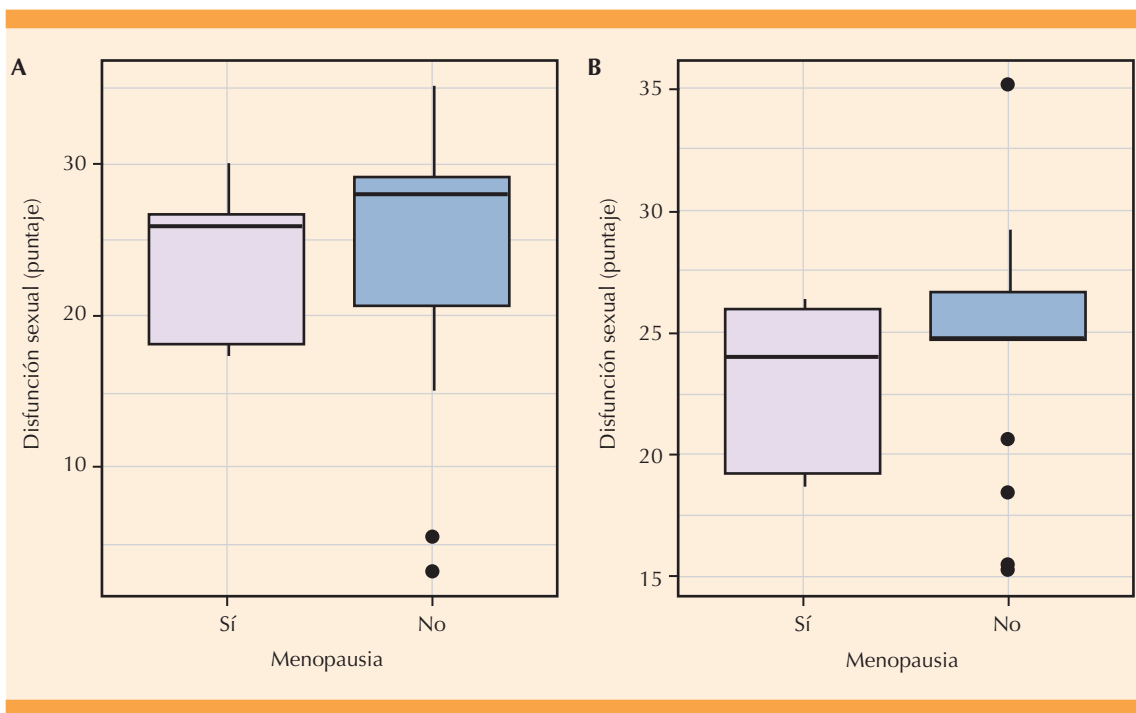 A
Disfunción sexual (puntaje)
30
20
10
Sí
No
Menopausia
B
Disfunción sexual (puntaje)
35
30
25
20
15
Sí
No
Menopausia